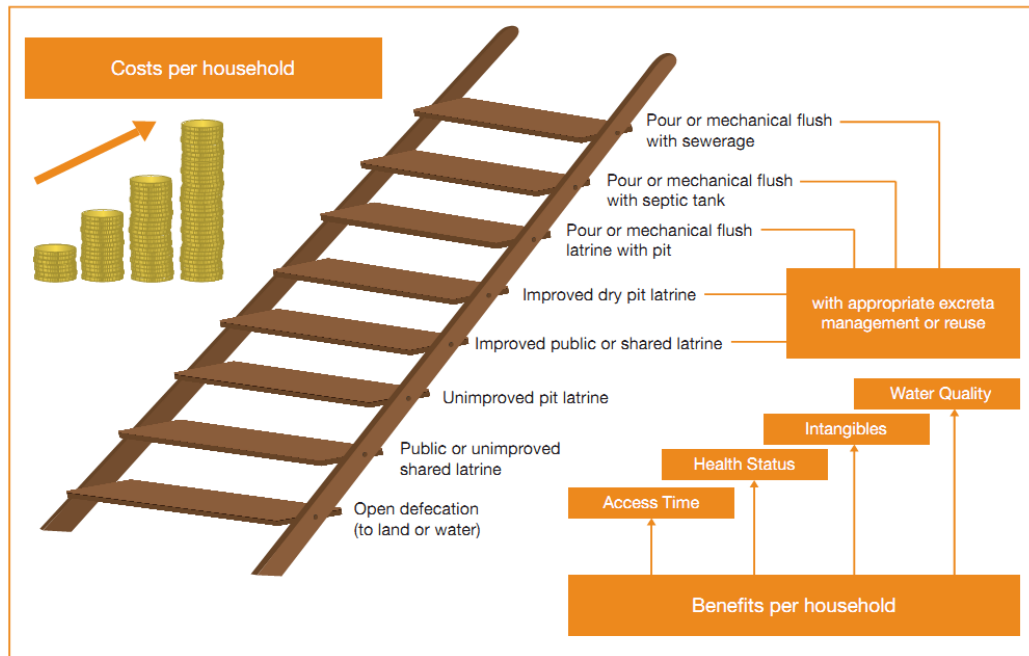 Costs per household
Pour or mechanical flush
with sewerage
Pour or mechanical flush
with septic tank
Pour or mechanical flush
latrine with pit
Improved dry pit latrine
Improved public or shared latrine
Unimproved pit latrine
Public or unimproved
shared latrine
Open defecation
(to land or water)
with appropriate excreta
management or reuse
Water Quality
Intangibles
Health Status
Access Time
Benefits per household